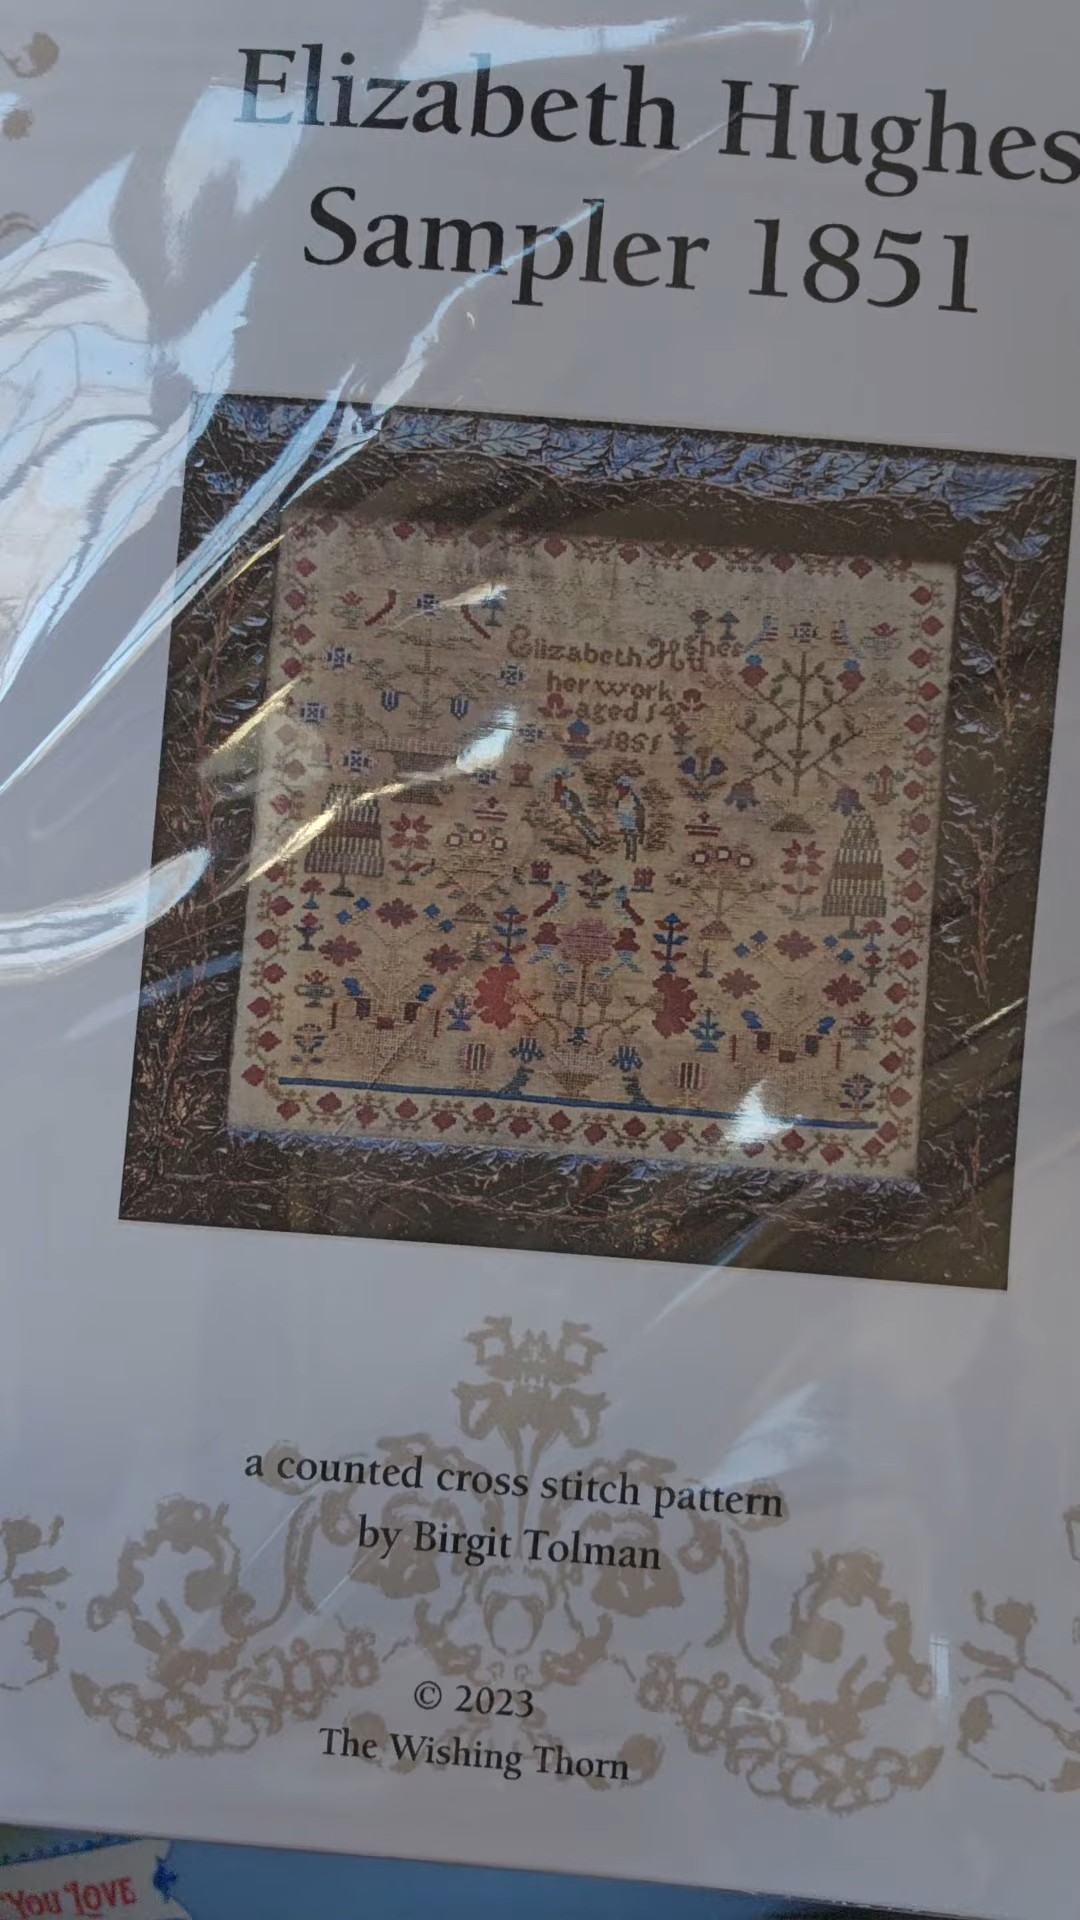 Elizabeth Hughes
Sampler 1851
Elizabeth Hughes
her work
aged 14
1851
a counted cross stitch pattern
by Birgit Tolman
© 2023
The Wishing Thorn
YOU LOVE